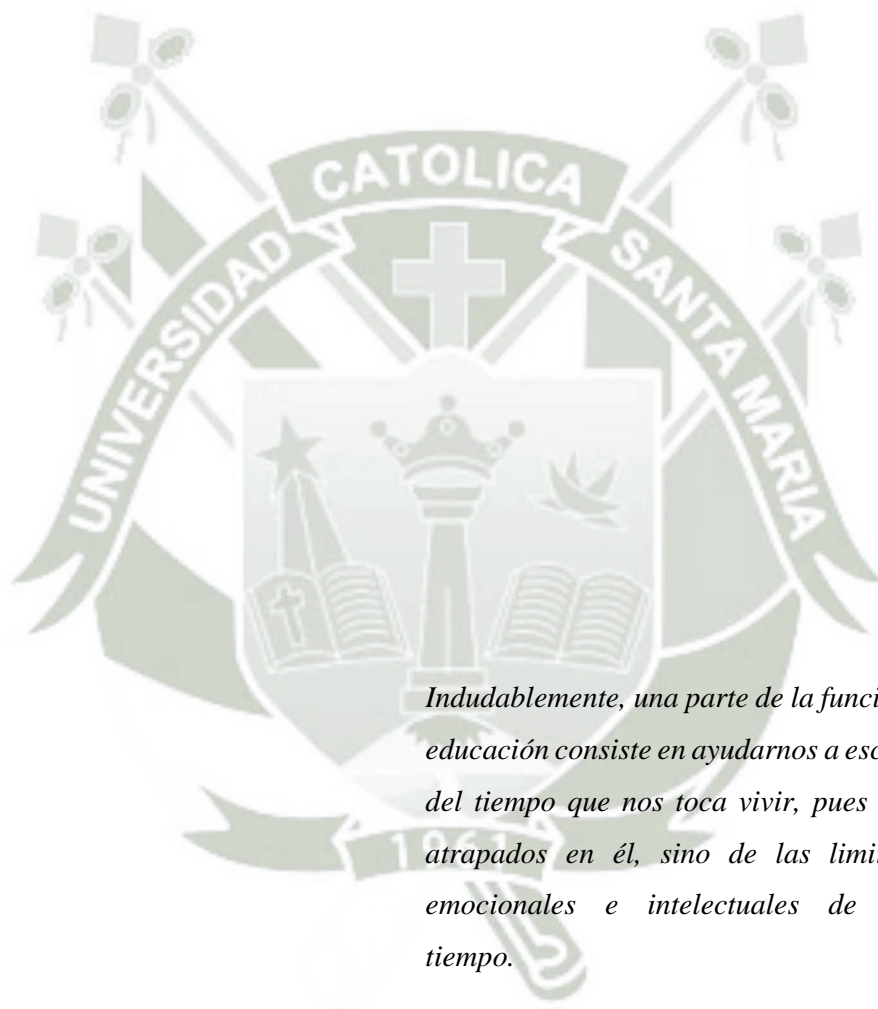 CATOLICA
UNIVERSIDAD
SANTA MARIA
Indudablemente, una parte de la
educación consiste en ayudarnos a
del tiempo que nos toca vivir, pues
atrapados en él, sino de las
emocionales e intelectuales de
tiempo.
1961